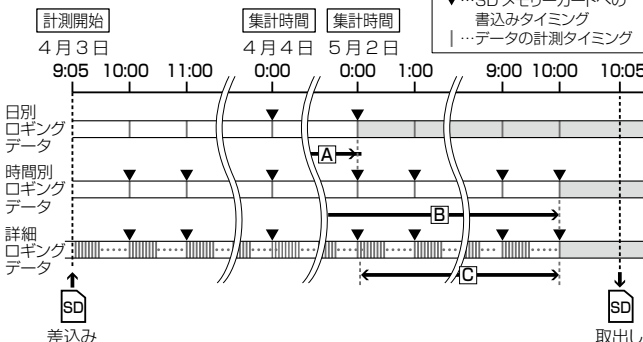 ▼…SDメモリーカードへの
書込みタイミング
│…データの計測タイミング
計測開始 集計時間 集計時間
4月3日 4月4日 5月2日
9:05 10:00 11:00 0:00 0:00 1:00 9:00 10:00 10:05
日別
ロギング
データ
A
時間別
ロギング
データ
B
詳細
ロギング
データ
C
SD SD
差込み 取出し